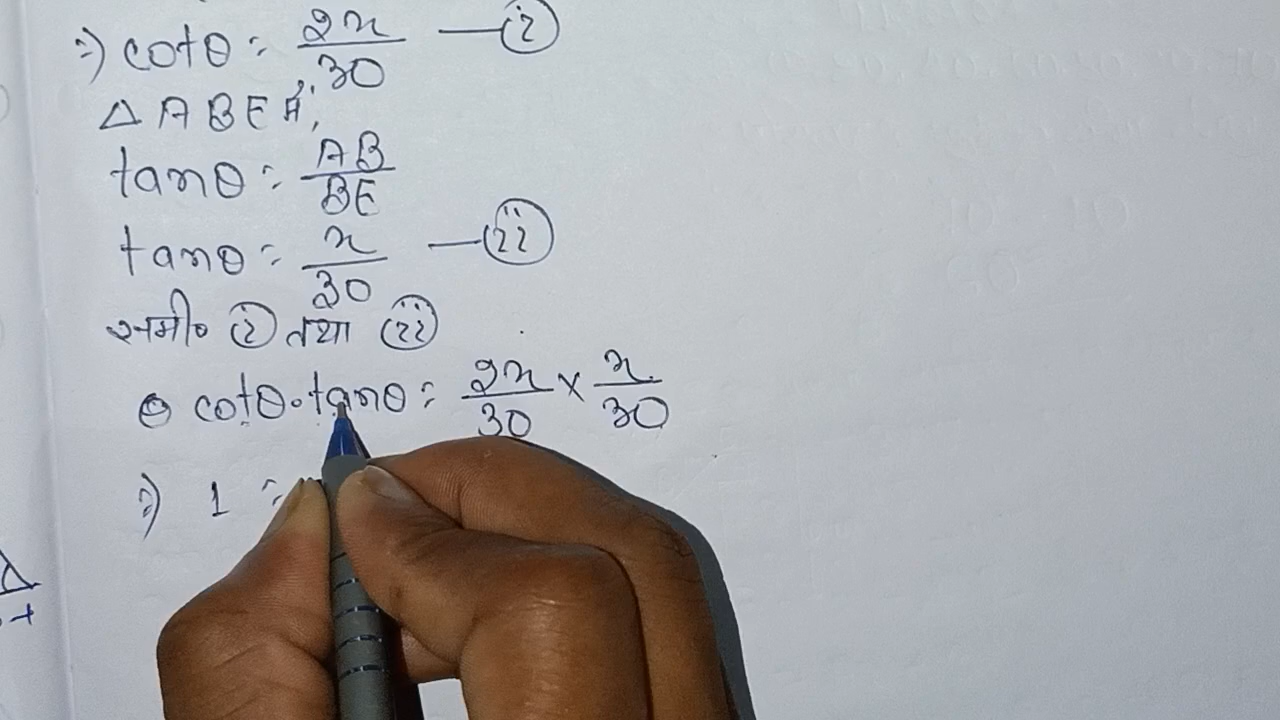 ⇒) cotθ = 2x/30 —(i)
△ ABE में,
tanθ = AB/BE
tanθ = x/30 —(ii)
समी० (i) तथा (ii)
θ cotθ·tanθ = 2x/30 × x/30
⇒) 1 =